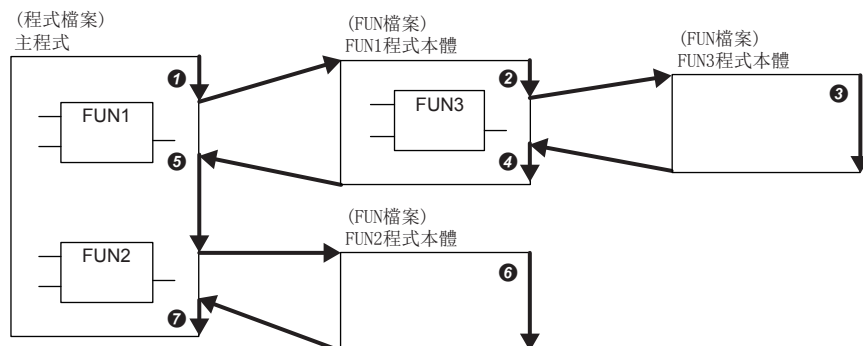 (程式檔案)
主程式
❶
FUN1
❺
FUN2
❼
(FUN檔案)
FUN1程式本體
❷
FUN3
❹
(FUN檔案)
FUN3程式本體
❸
(FUN檔案)
FUN2程式本體
❻